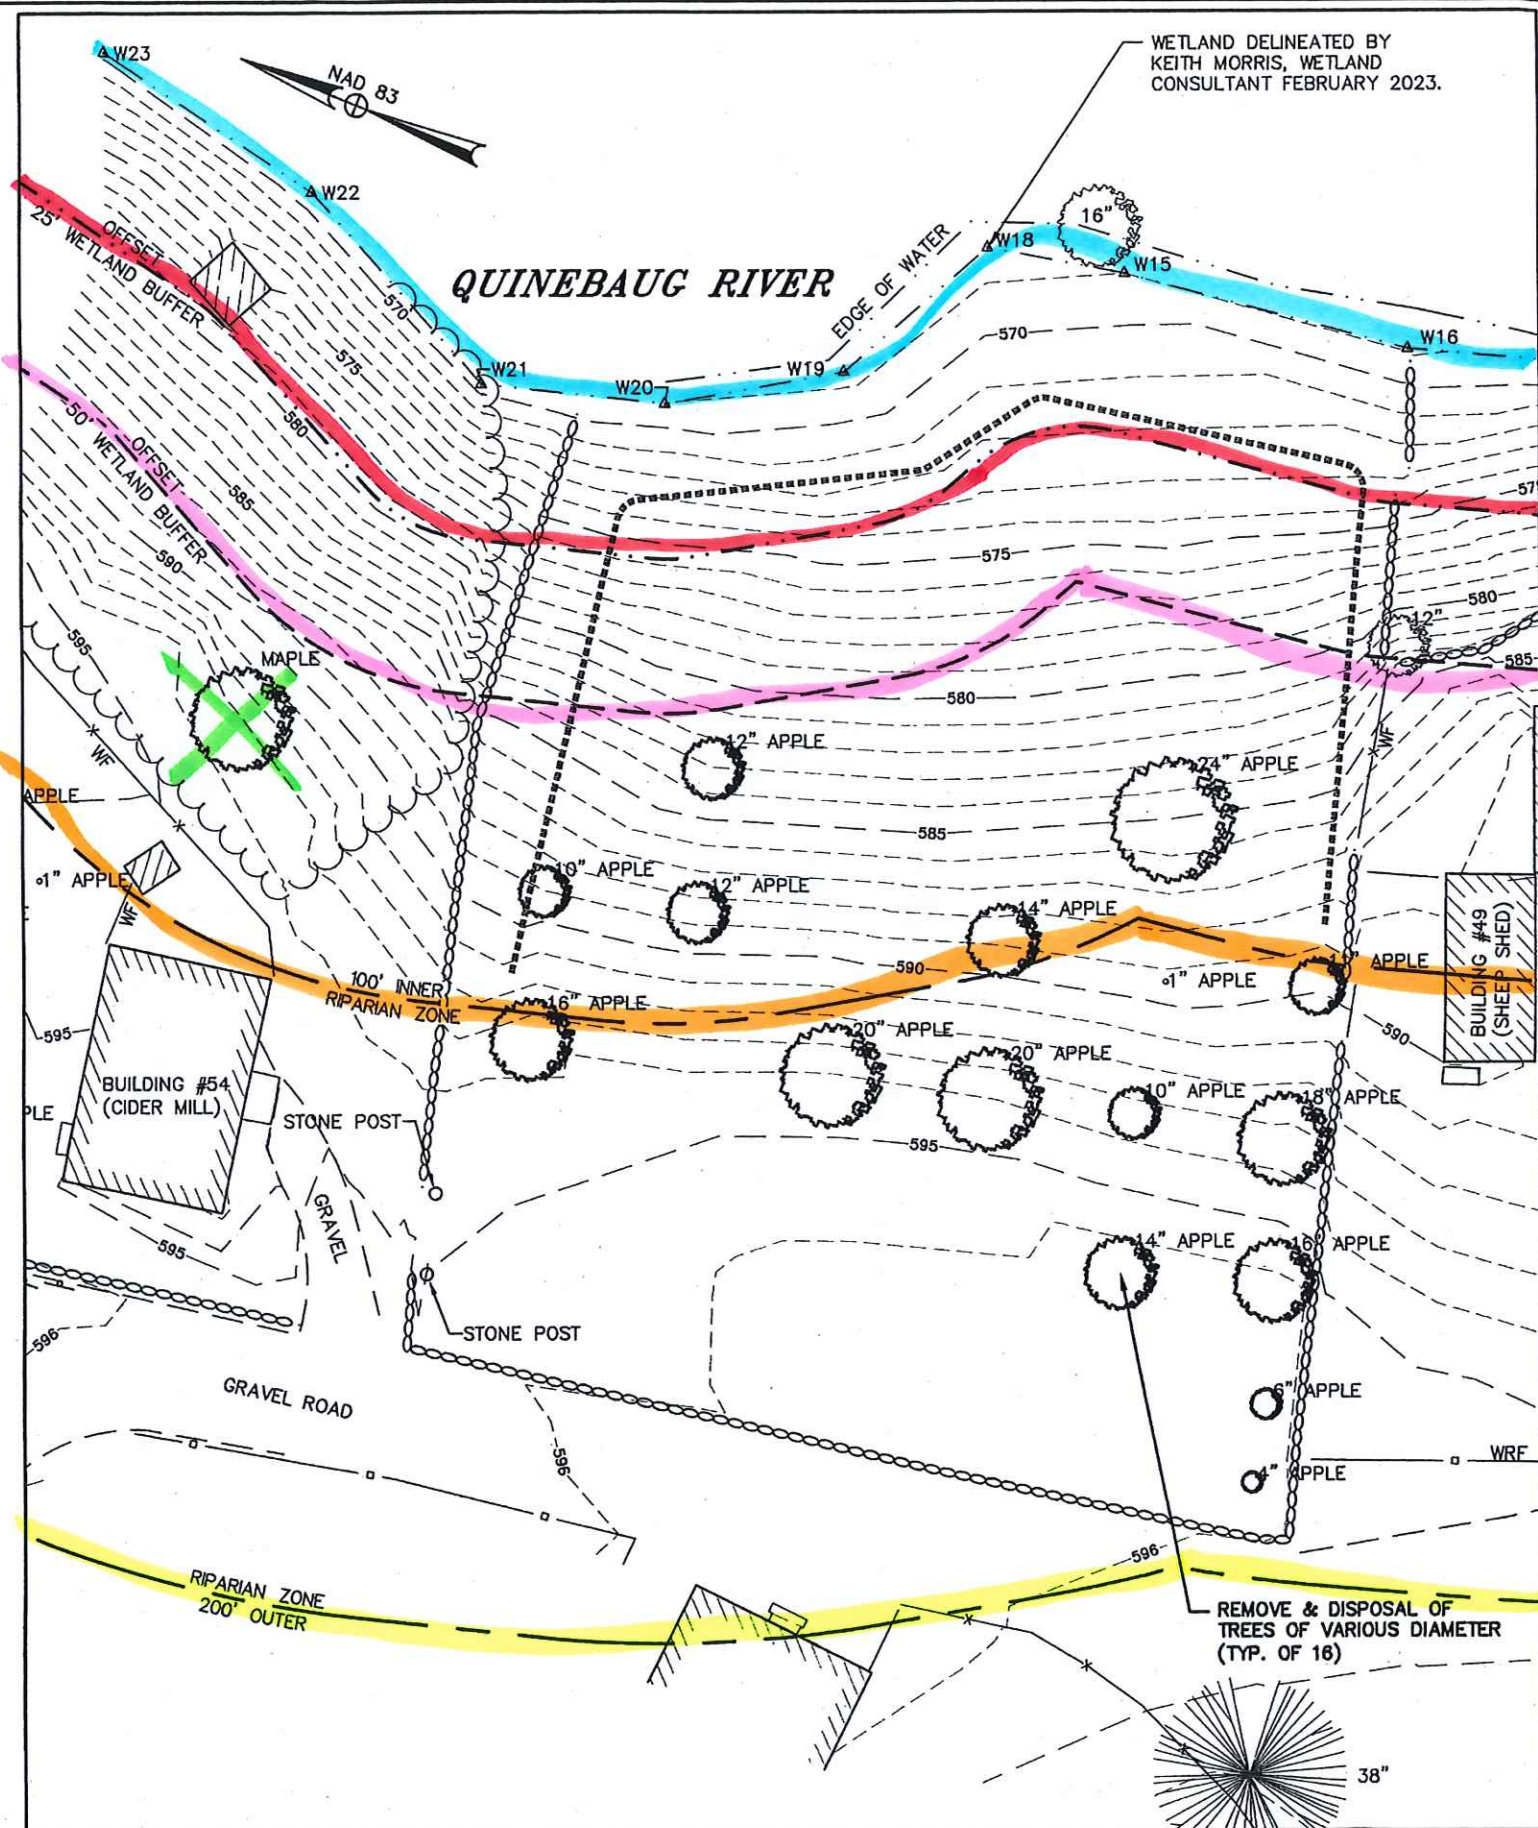 W23
NAD 83
WETLAND DELINEATED BY
KEITH MORRIS, WETLAND
CONSULTANT FEBRUARY 2023.
W22
OFFSET
25' WETLAND BUFFER
16"
W18
W15
QUINEBAUG RIVER
EDGE OF WATER
570
570
W16
W21
W20
W19
575
580
OFFSET
50' WETLAND BUFFER
585
590
575
580
12"
585
595
MAPLE
580
WF
WF
12" APPLE
24" APPLE
APPLE
585
1" APPLE
10" APPLE
12" APPLE
14" APPLE
WF
590
1" APPLE
APPLE
100' INNER
RIPARIAN ZONE
16" APPLE
BUILDING #49
(SHEEP SHED)
595
20" APPLE
20" APPLE
590
BUILDING #54
(CIDER MILL)
PLE
STONE POST
10" APPLE
18" APPLE
595
GRAVEL
595
14" APPLE
16" APPLE
596
STONE POST
GRAVEL ROAD
6" APPLE
596
4" APPLE
WRF
596
RIPARIAN ZONE
200' OUTER
REMOVE & DISPOSAL OF
TREES OF VARIOUS DIAMETER
(TYP. OF 16)
38"